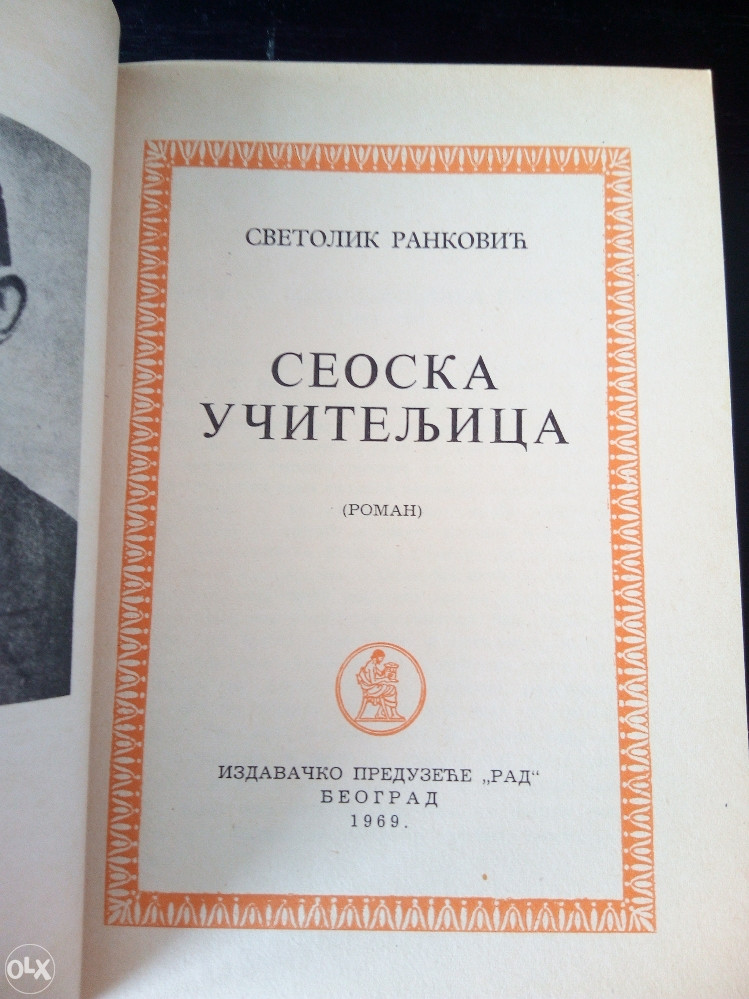 СВЕТОЛИК РАНКОВИЋ
СЕОСКА
УЧИТЕЉИЦА
(РОМАН)
ИЗДАВАЧКО ПРЕДУЗЕЋЕ „РАД“
БЕОГРАД
1969.
OLX